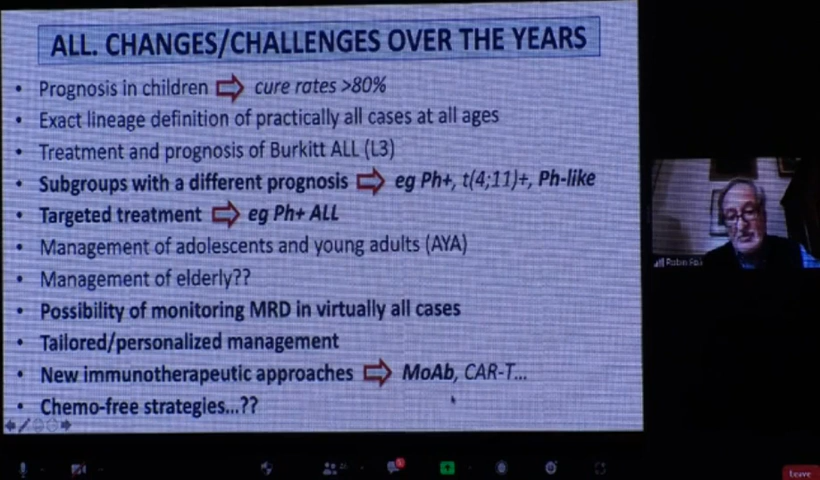 ALL. CHANGES/CHALLENGES OVER THE YEARS
• Prognosis in children ⇨ cure rates >80%
• Exact lineage definition of practically all cases at all ages
• Treatment and prognosis of Burkitt ALL (L3)
• Subgroups with a different prognosis ⇨ eg Ph+, t(4;11)+, Ph-like
• Targeted treatment ⇨ eg Ph+ ALL
• Management of adolescents and young adults (AYA)
• Management of elderly??
• Possibility of monitoring MRD in virtually all cases
• Tailored/personalized management
• New immunotherapeutic approaches ⇨ MoAb, CAR-T...
• Chemo-free strategies...??
Leave